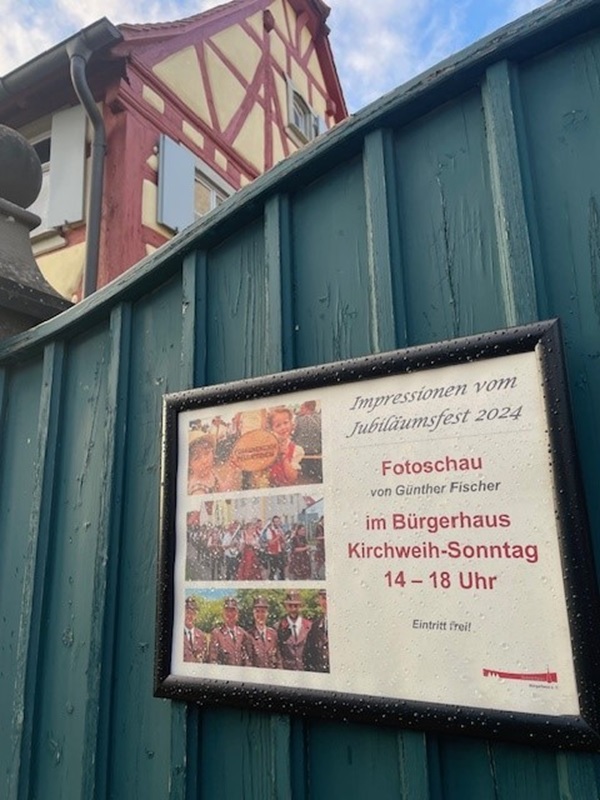 Impressionen vom
Jubiläumsfest 2024
Fotoschau
von Günther Fischer
im Bürgerhaus
Kirchweih-Sonntag
14 – 18 Uhr
Eintritt frei!